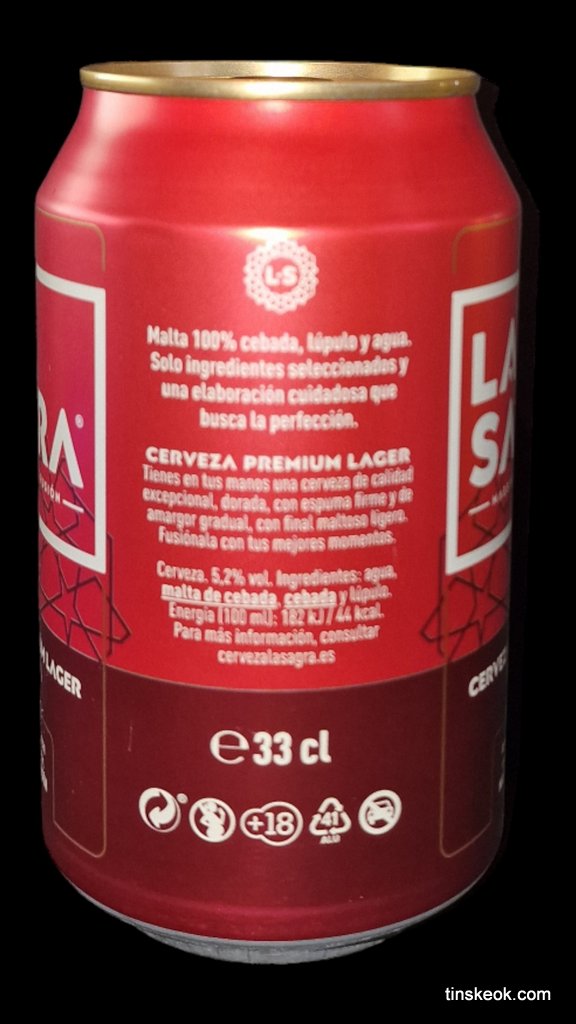 L·S
Malta 100% cebada, lúpulo y agua.
Solo ingredientes seleccionados y
una elaboración cuidadosa que
busca la perfección.
CERVEZA PREMIUM LAGER
Tienes en tus manos una cerveza de calidad
excepcional, dorada, con espuma firme y de
amargor gradual, con final maltoso ligero.
Fusiónala con tus mejores momentos.
Cerveza. 5,2% vol. Ingredientes: agua,
malta de cebada, cebada y lúpulo.
Energía (100 ml): 182 kJ / 44 kcal.
Para más información, consultar
cervezalasagra.es
℮ 33 cl
+18
41
ALU
RA®
LAGER
LA
SA
CERVE
tinskeok.com